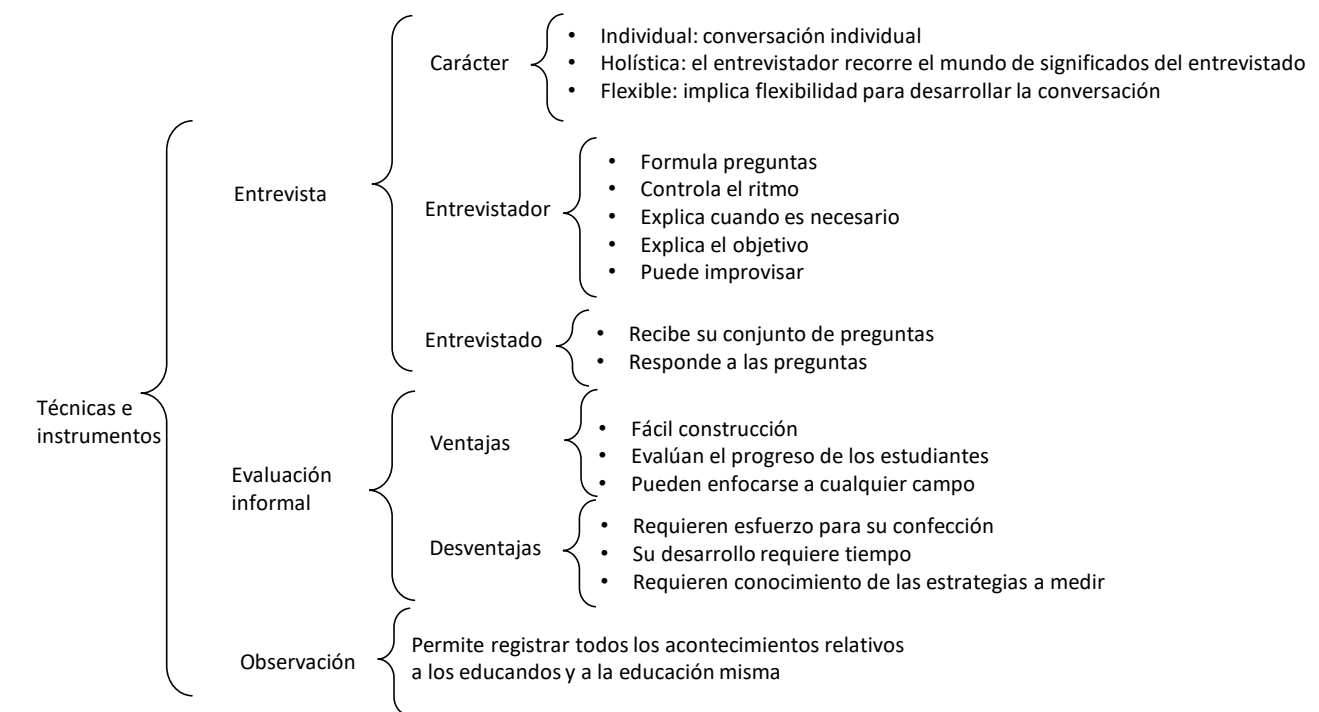 Técnicas e
instrumentos
Entrevista
Carácter
• Individual: conversación individual
• Holística: el entrevistador recorre el mundo de significados del entrevistado
• Flexible: implica flexibilidad para desarrollar la conversación
Entrevistador
• Formula preguntas
• Controla el ritmo
• Explica cuando es necesario
• Explica el objetivo
• Puede improvisar
Entrevistado
• Recibe su conjunto de preguntas
• Responde a las preguntas
Evaluación
informal
Ventajas
• Fácil construcción
• Evalúan el progreso de los estudiantes
• Pueden enfocarse a cualquier campo
Desventajas
• Requieren esfuerzo para su confección
• Su desarrollo requiere tiempo
• Requieren conocimiento de las estrategias a medir
Observación
Permite registrar todos los acontecimientos relativos
a los educandos y a la educación misma